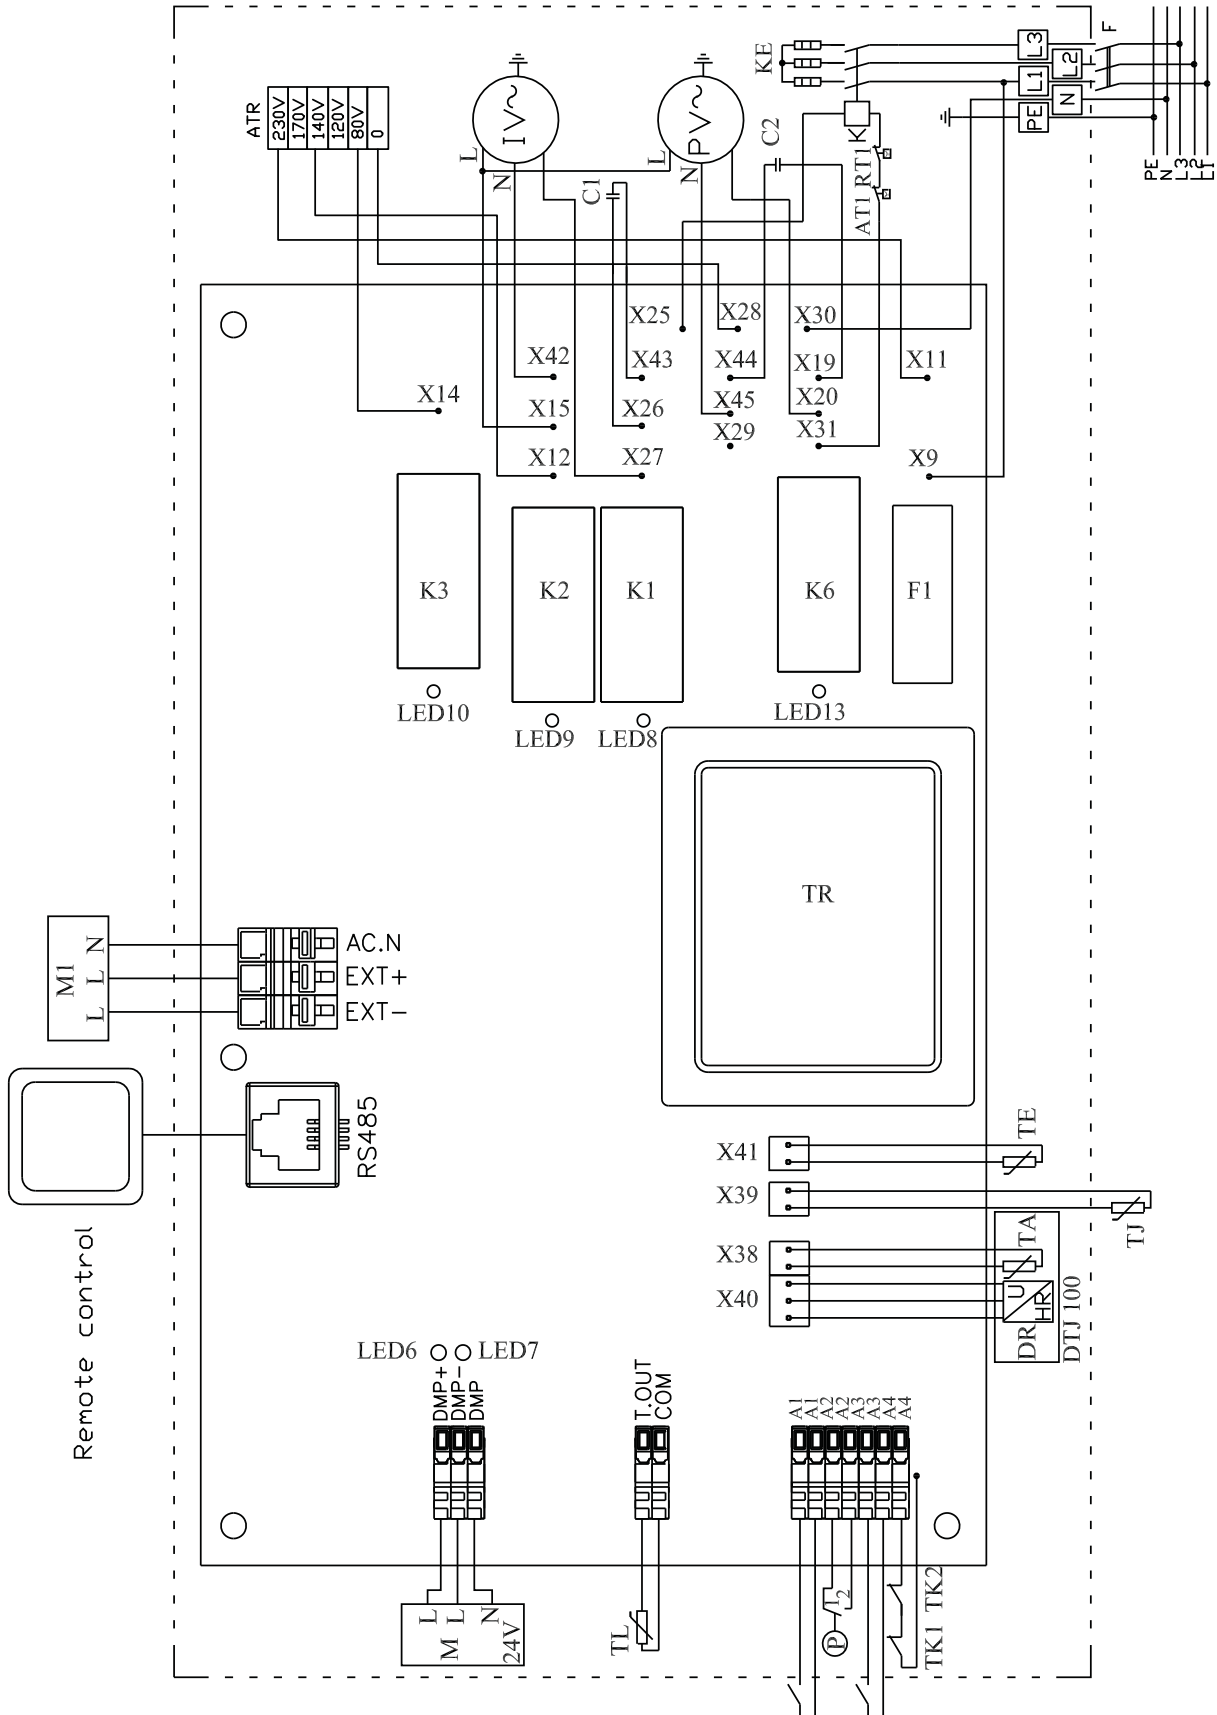 F
KE
L3
L2
L1
N
PE
ATR
230V
170V
140V
120V
80V
0
IV~
PV~
L
N
L
N
C1
C2
K
RT1
AT1
PE
N
L3
L2
L1
X25
X28
X30
X42
X43
X44
X19
X11
X14
X15
X26
X45
X20
X29
X31
X12
X27
X9
K3
K2
K1
K6
F1
LED10
LED9
LED8
LED13
TR
M1
N
L
L
AC.N
EXT+
EXT-
RS485
Remote control
X41
TE
X39
TJ
X38
TA
X40
U
HR
DR
DTJ 100
LED6
LED7
DMP+
DMP-
DMP
T.OUT
COM
A1
A1
A2
A2
A3
A3
A4
A4
L
L
N
M
24V
TL
P
1
2
TK1
TK2